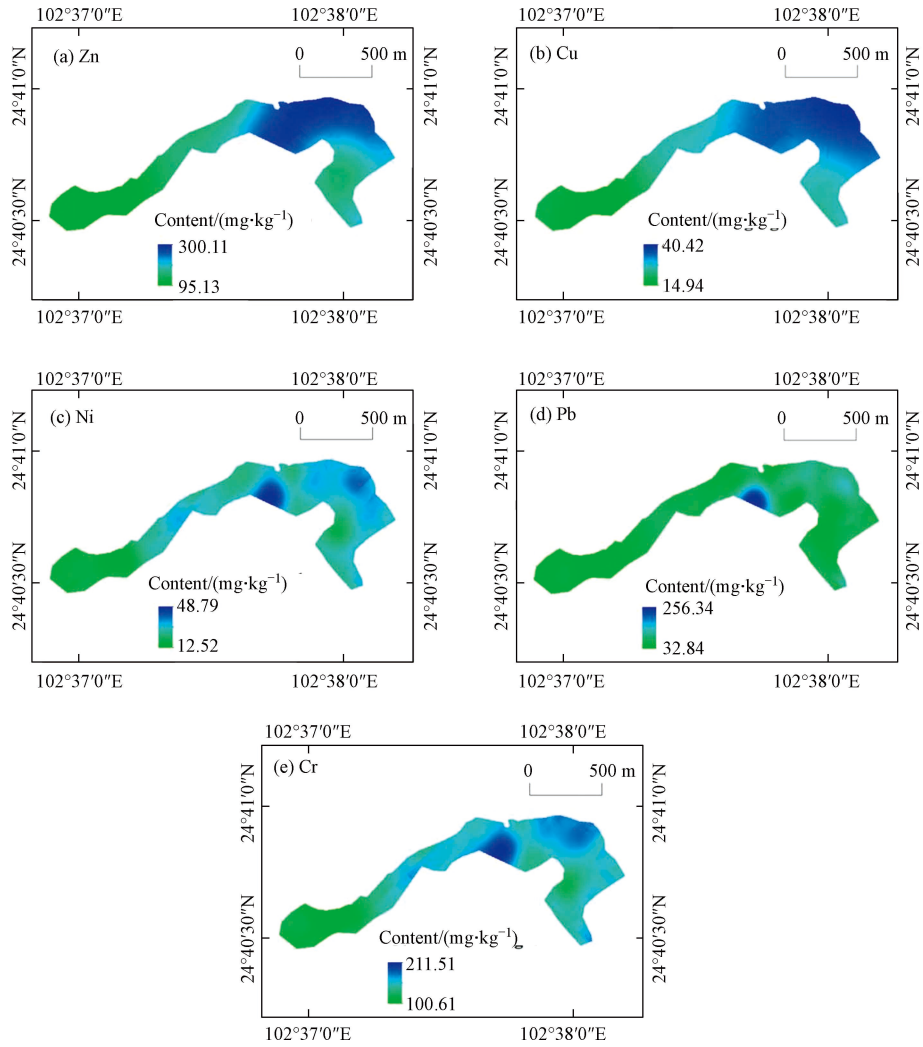 102°37′0″E 102°38′0″E 102°37′0″E 102°38′0″E
(a) Zn 0 500 m (b) Cu 0 500 m
24°41′0″N 24°41′0″N 24°41′0″N 24°41′0″N
24°40′30″N 24°40′30″N 24°40′30″N 24°40′30″N
Content/(mg·kg⁻¹) Content/(mg·kg⁻¹)
300.11 40.42
95.13 14.94
102°37′0″E 102°38′0″E 102°37′0″E 102°38′0″E
102°37′0″E 102°38′0″E 102°37′0″E 102°38′0″E
(c) Ni 0 500 m (d) Pb 0 500 m
24°41′0″N 24°41′0″N 24°41′0″N 24°41′0″N
24°40′30″N 24°40′30″N 24°40′30″N 24°40′30″N
Content/(mg·kg⁻¹) Content/(mg·kg⁻¹)
48.79 256.34
12.52 32.84
102°37′0″E 102°38′0″E 102°37′0″E 102°38′0″E
102°37′0″E 102°38′0″E
(e) Cr 0 500 m
24°41′0″N 24°41′0″N
24°40′30″N 24°40′30″N
Content/(mg·kg⁻¹)
211.51
100.61
102°37′0″E 102°38′0″E